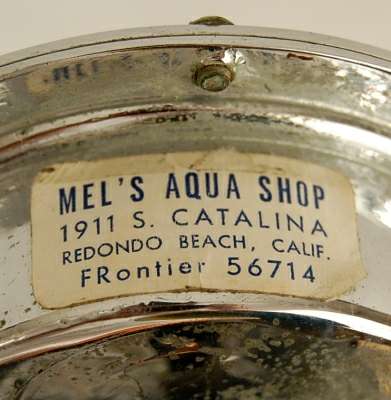 MEL'S AQUA SHOP
1911 S. CATALINA
REDONDO BEACH, CALIF.
FRontier 56714